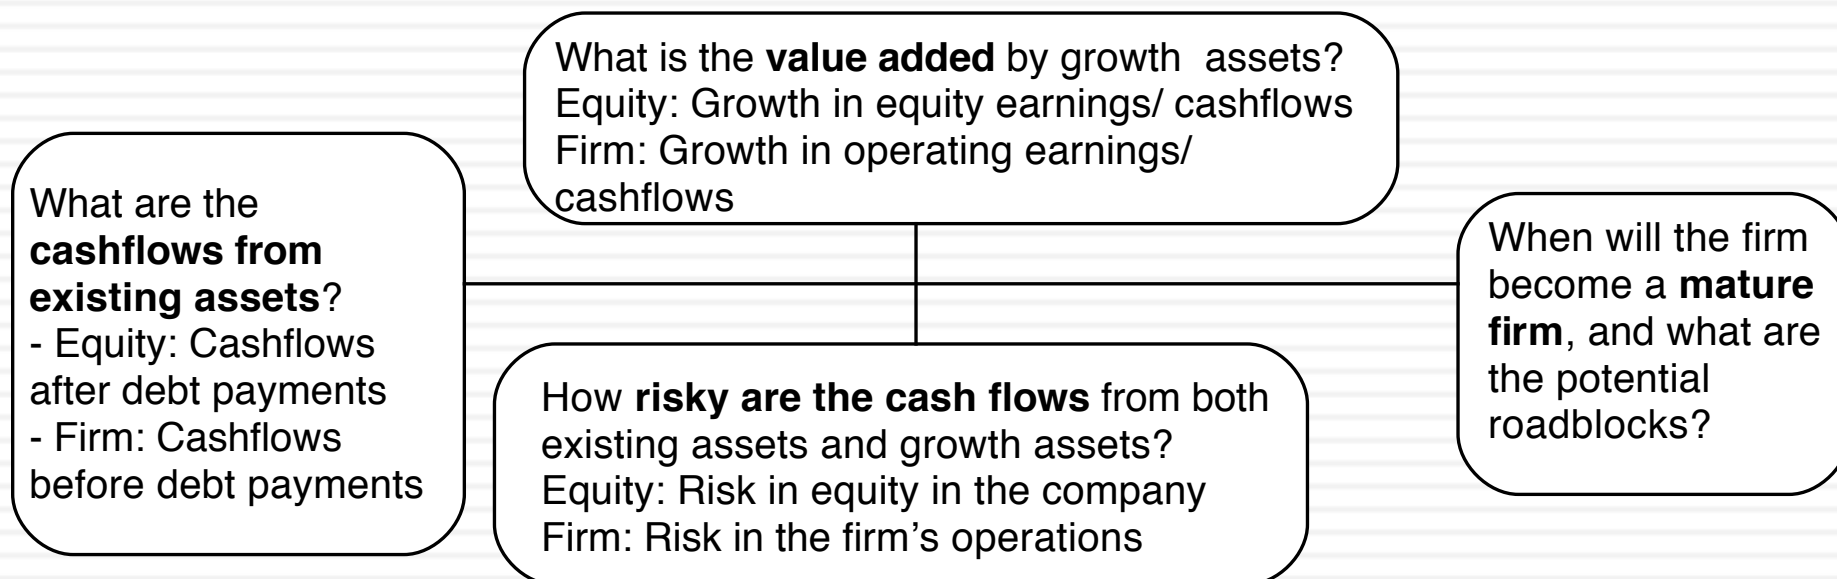 What is the value added by growth  assets?
Equity: Growth in equity earnings/ cashflows
Firm: Growth in operating earnings/
cashflows
What are the
cashflows from
existing assets?
- Equity: Cashflows
after debt payments
- Firm: Cashflows
before debt payments
How risky are the cash flows from both
existing assets and growth assets?
Equity: Risk in equity in the company
Firm: Risk in the firm’s operations
When will the firm
become a mature
firm, and what are
the potential
roadblocks?